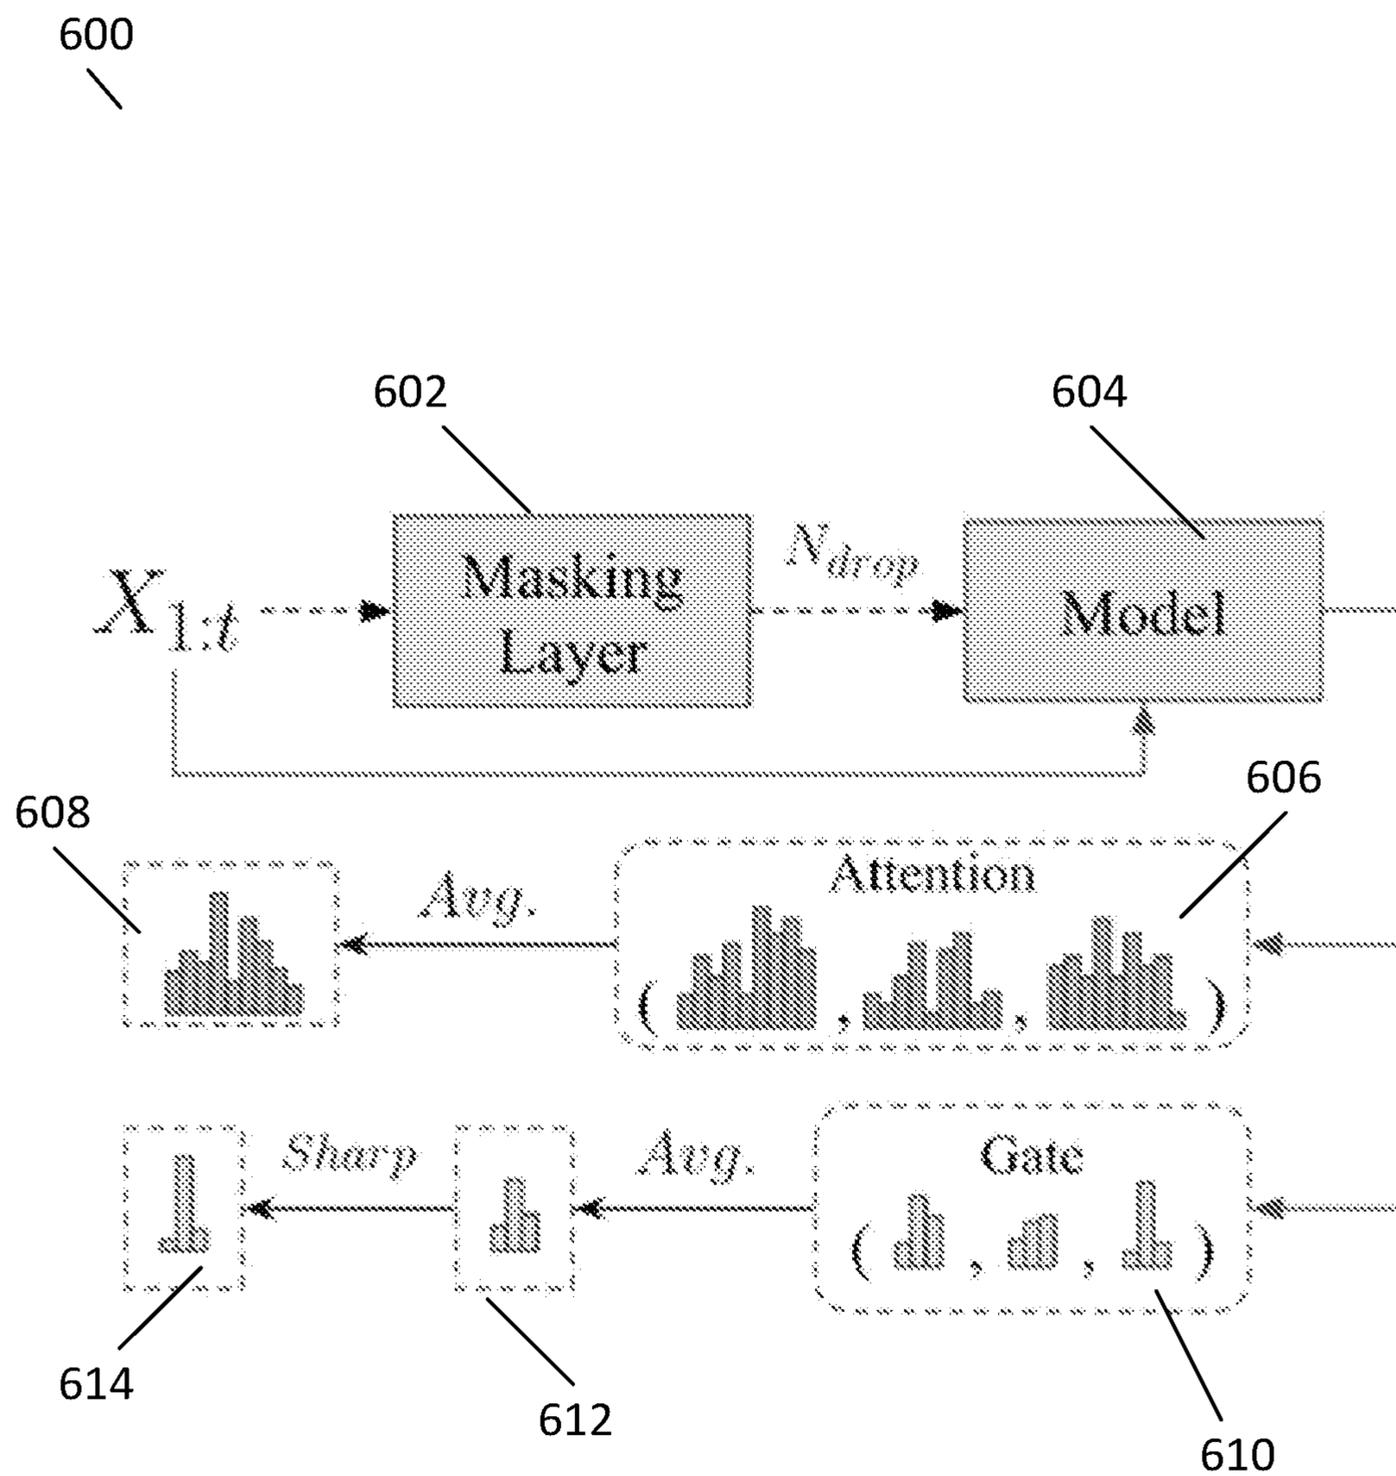 600
602
604
X1:t
Masking
Layer
Ndrop
Model
606
608
Attention
Avg.
( , , )
Sharp
Avg.
Gate
( , , )
614
612
610